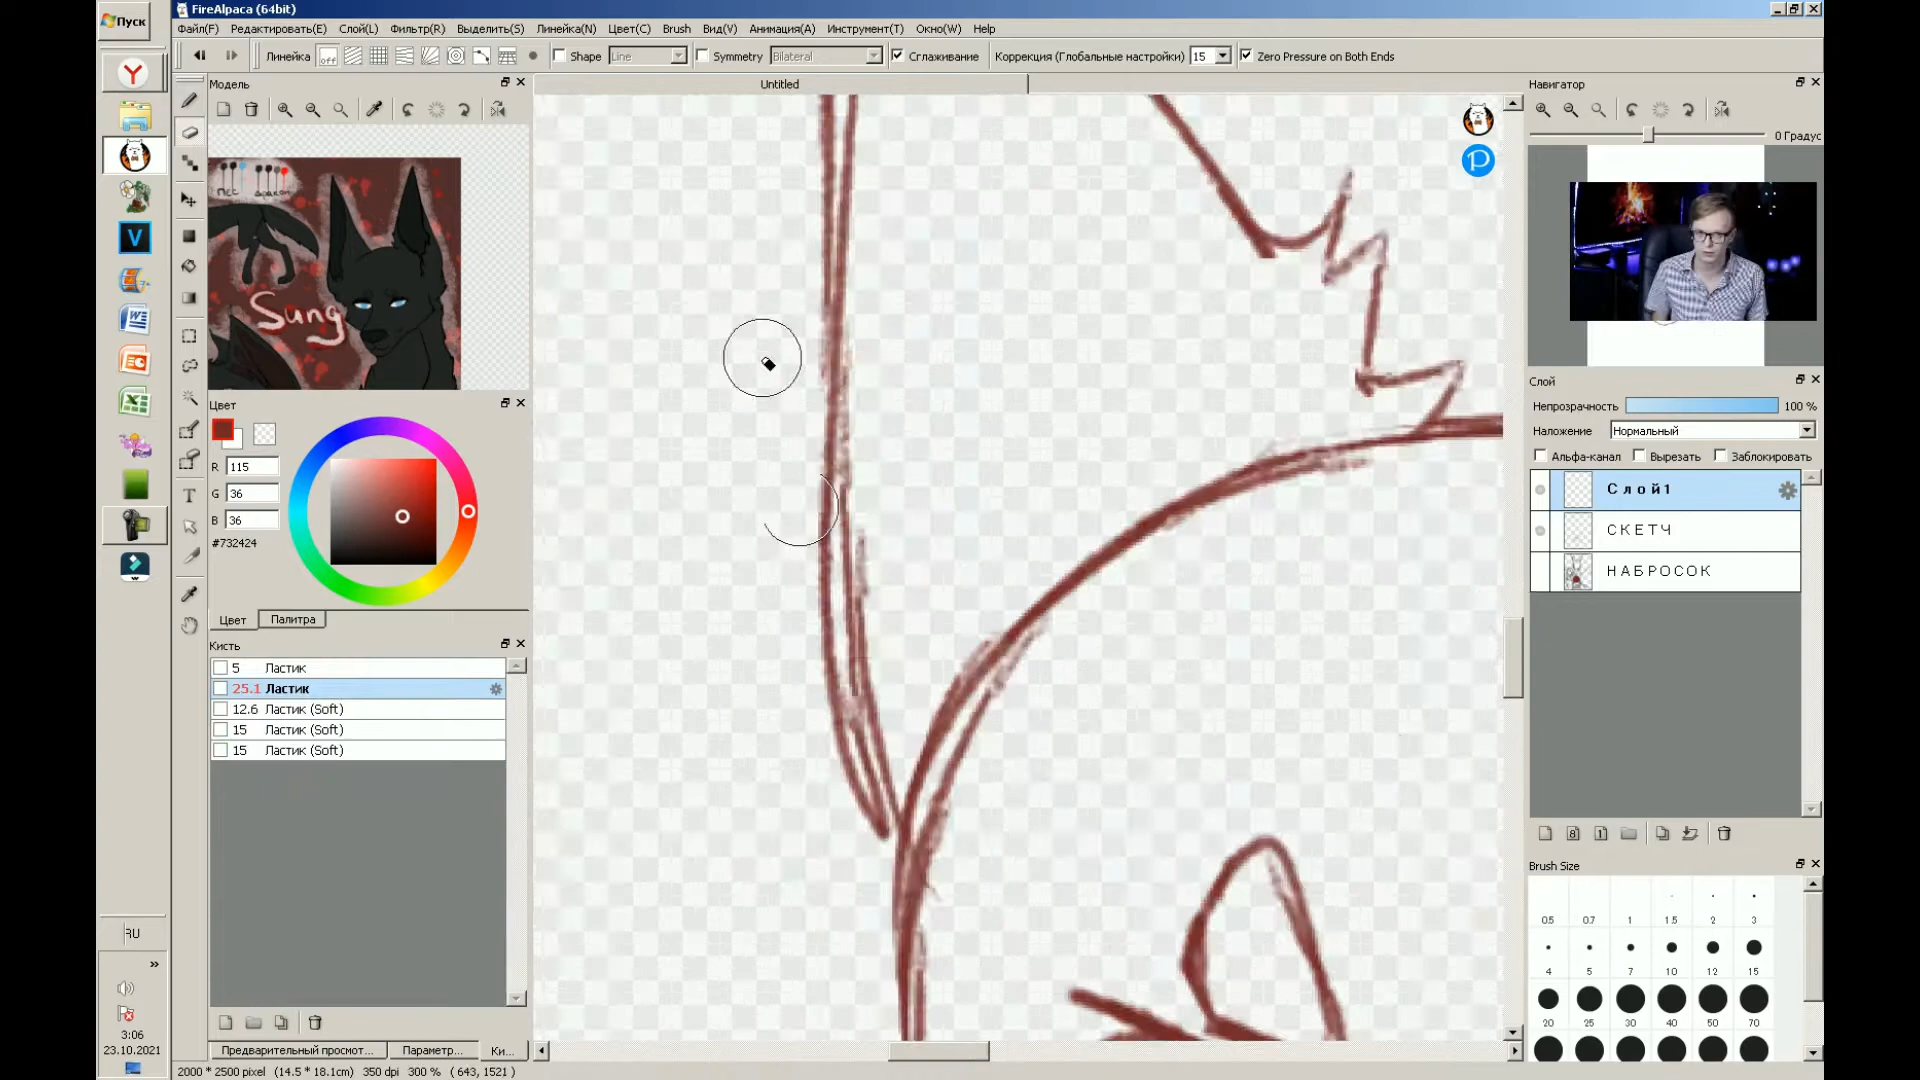 Пуск
FireAlpaca (64bit)
Файл(F) Редактировать(E) Слой(L) Фильтр(R) Выделить(S) Линейка(N) Цвет(C) Brush Вид(V) Анимация(A) Инструмент(T) Окно(W) Help
Линейка off Shape Line Symmetry Bilateral Сглаживание Коррекция (Глобальные настройки) 15 Zero Pressure on Both Ends
Модель
Untitled
Навигатор
0 Градус
ПСС
Sung
Цвет
R 115
G 36
B 36
#732424
Цвет Палитра
Кисть
5 Ластик
25.1 Ластик
12.6 Ластик (Soft)
15 Ластик (Soft)
15 Ластик (Soft)
Слой
Непрозрачность 100 %
Наложение Нормальный
Альфа-канал Вырезать Заблокировать
Слой1
СКЕТЧ
НАБРОСОК
Brush Size
0.5 0.7 1 1.5 2 3
4 5 7 10 12 15
20 25 30 40 50 70
RU
3:06
23.10.2021
Предварительный просмот... Параметр... Ки...
2000 * 2500 pixel (14.5 * 18.1cm) 350 dpi 300 % ( 643, 1521 )